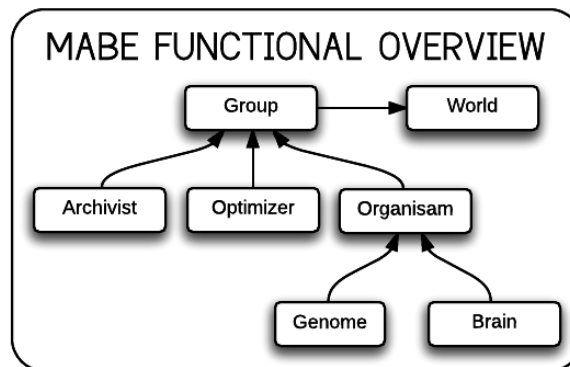 MABE FUNCTIONAL OVERVIEW
Group
World
Archivist
Optimizer
Organisam
Genome
Brain